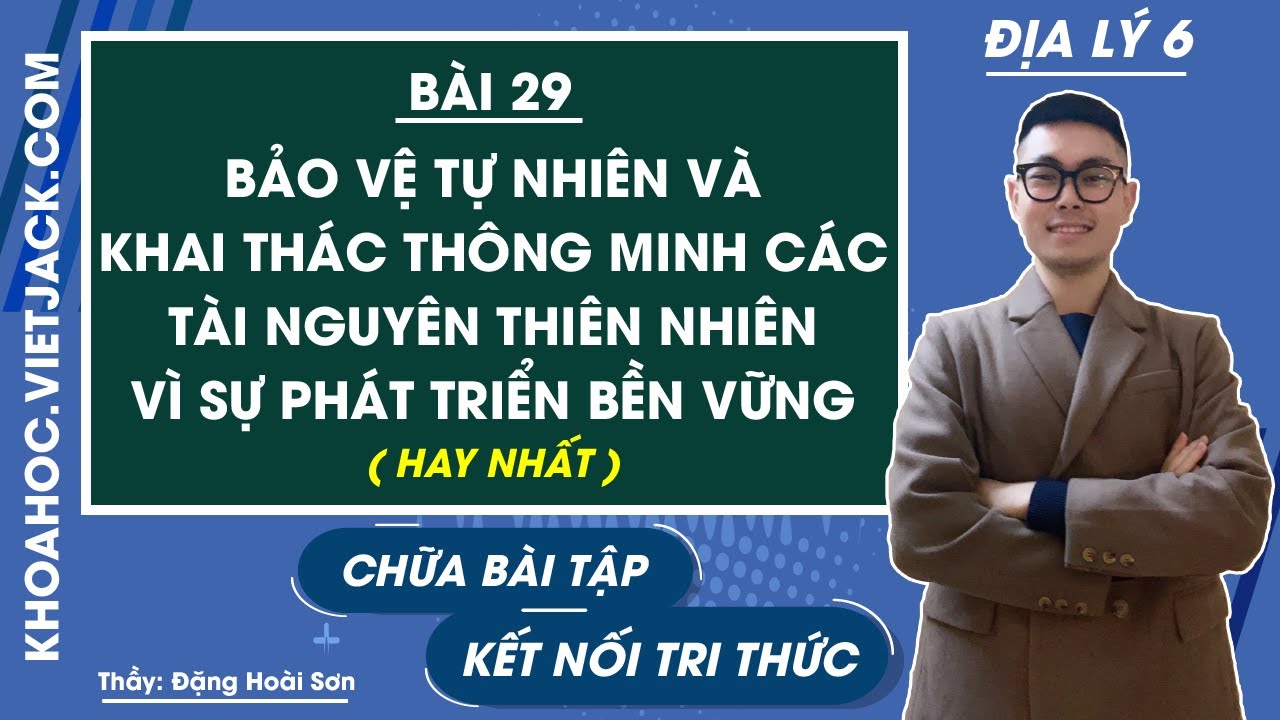 KHOAHOC.VIETJACK.COM
ĐỊA LÝ 6
BÀI 29
BẢO VỆ TỰ NHIÊN VÀ
KHAI THÁC THÔNG MINH CÁC
TÀI NGUYÊN THIÊN NHIÊN
VÌ SỰ PHÁT TRIỂN BỀN VỮNG
( HAY NHẤT )
CHỮA BÀI TẬP
KẾT NỐI TRI THỨC
Thầy: Đặng Hoài Sơn